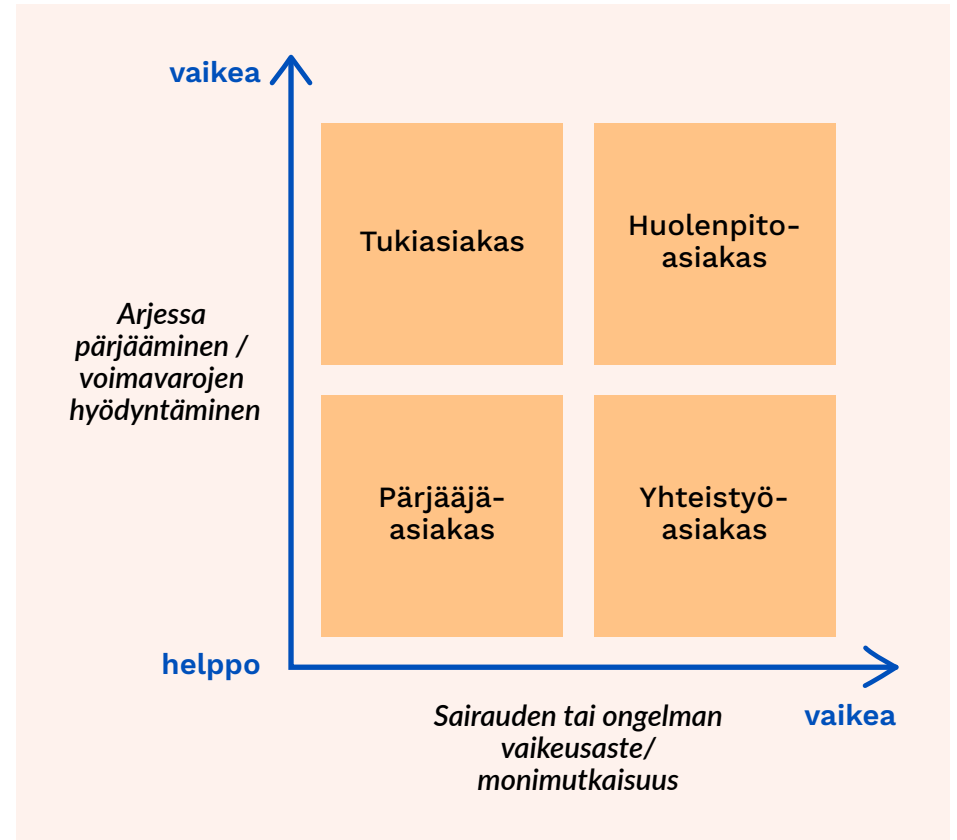 vaikea
Tukiasiakas
Huolenpito-
asiakas
Arjessa
pärjääminen /
voimavarojen
hyödyntäminen
Pärjääjä-
asiakas
Yhteistyö-
asiakas
helppo
Sairauden tai ongelman
vaikeusaste/
monimutkaisuus
vaikea